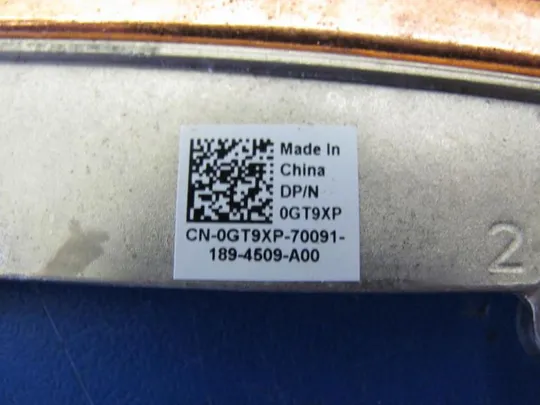 Made In
China
DP/N
0GT9XP
CN-0GT9XP-70091-
189-4509-A00
2